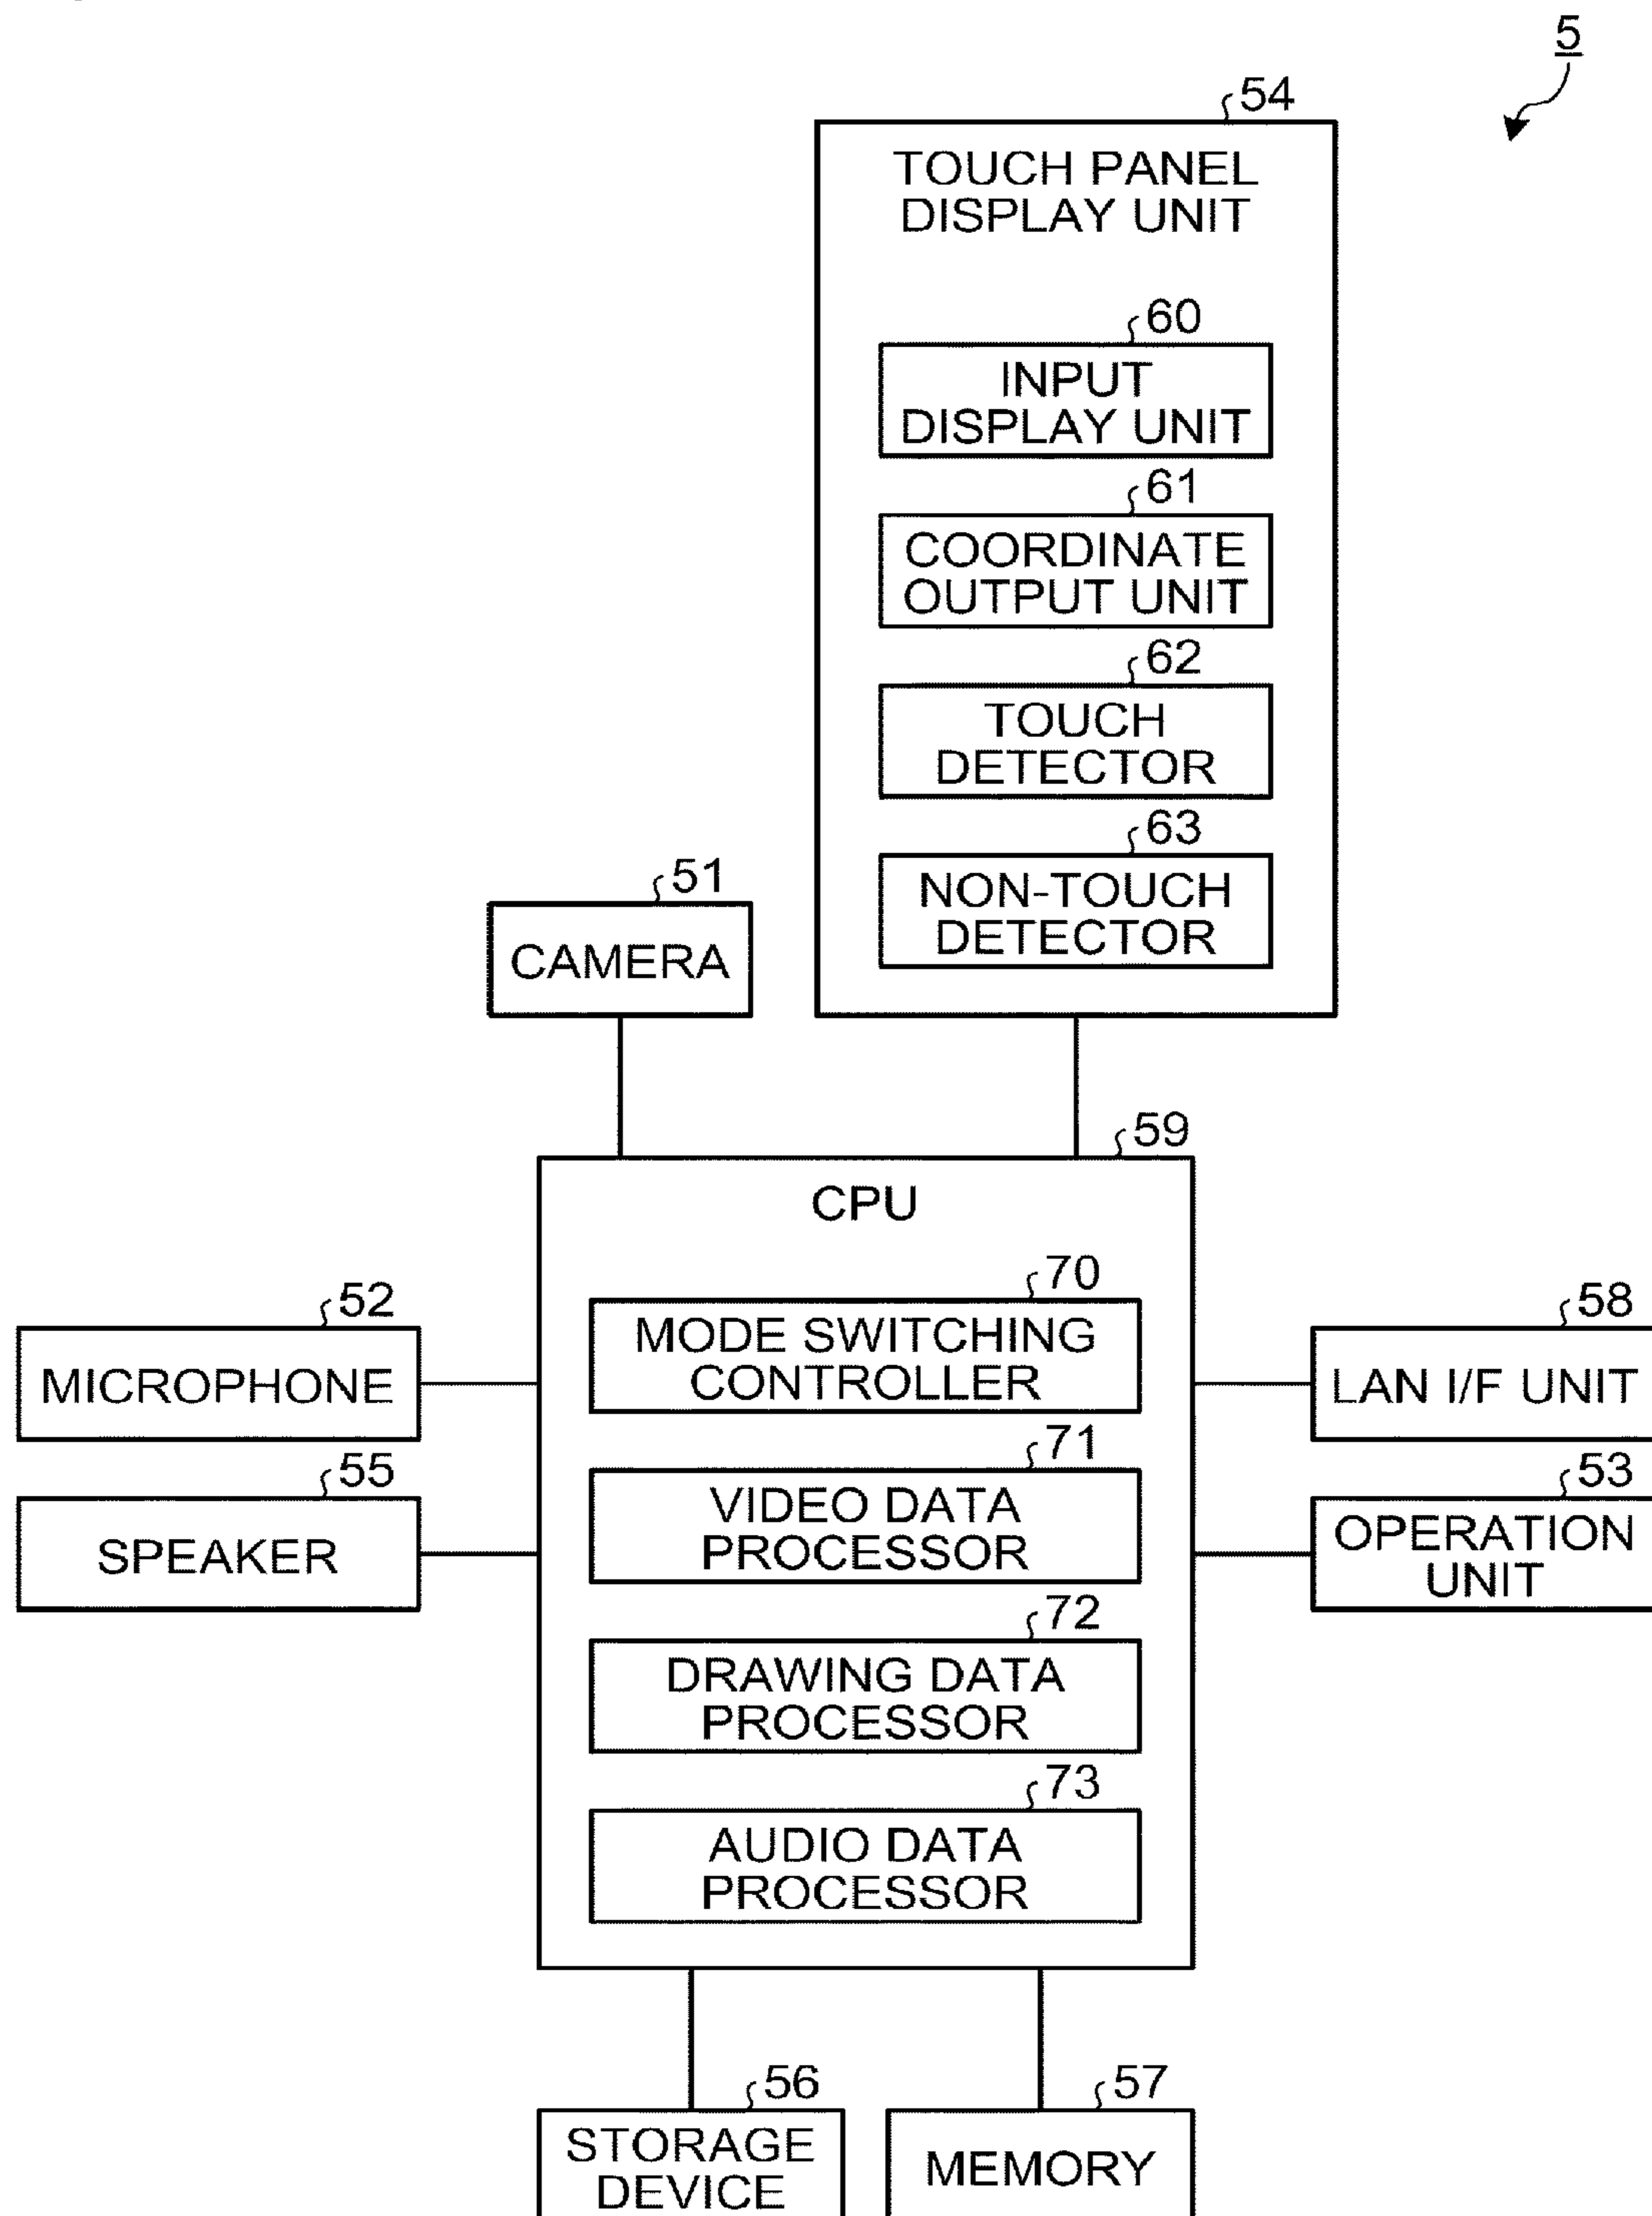 5
54
TOUCH PANEL
DISPLAY UNIT
60
INPUT
DISPLAY UNIT
61
COORDINATE
OUTPUT UNIT
62
TOUCH
DETECTOR
63
NON-TOUCH
DETECTOR
51
CAMERA
59
CPU
70
MODE SWITCHING
CONTROLLER
71
VIDEO DATA
PROCESSOR
72
DRAWING DATA
PROCESSOR
73
AUDIO DATA
PROCESSOR
52
MICROPHONE
55
SPEAKER
58
LAN I/F UNIT
53
OPERATION
UNIT
56
STORAGE
DEVICE
57
MEMORY